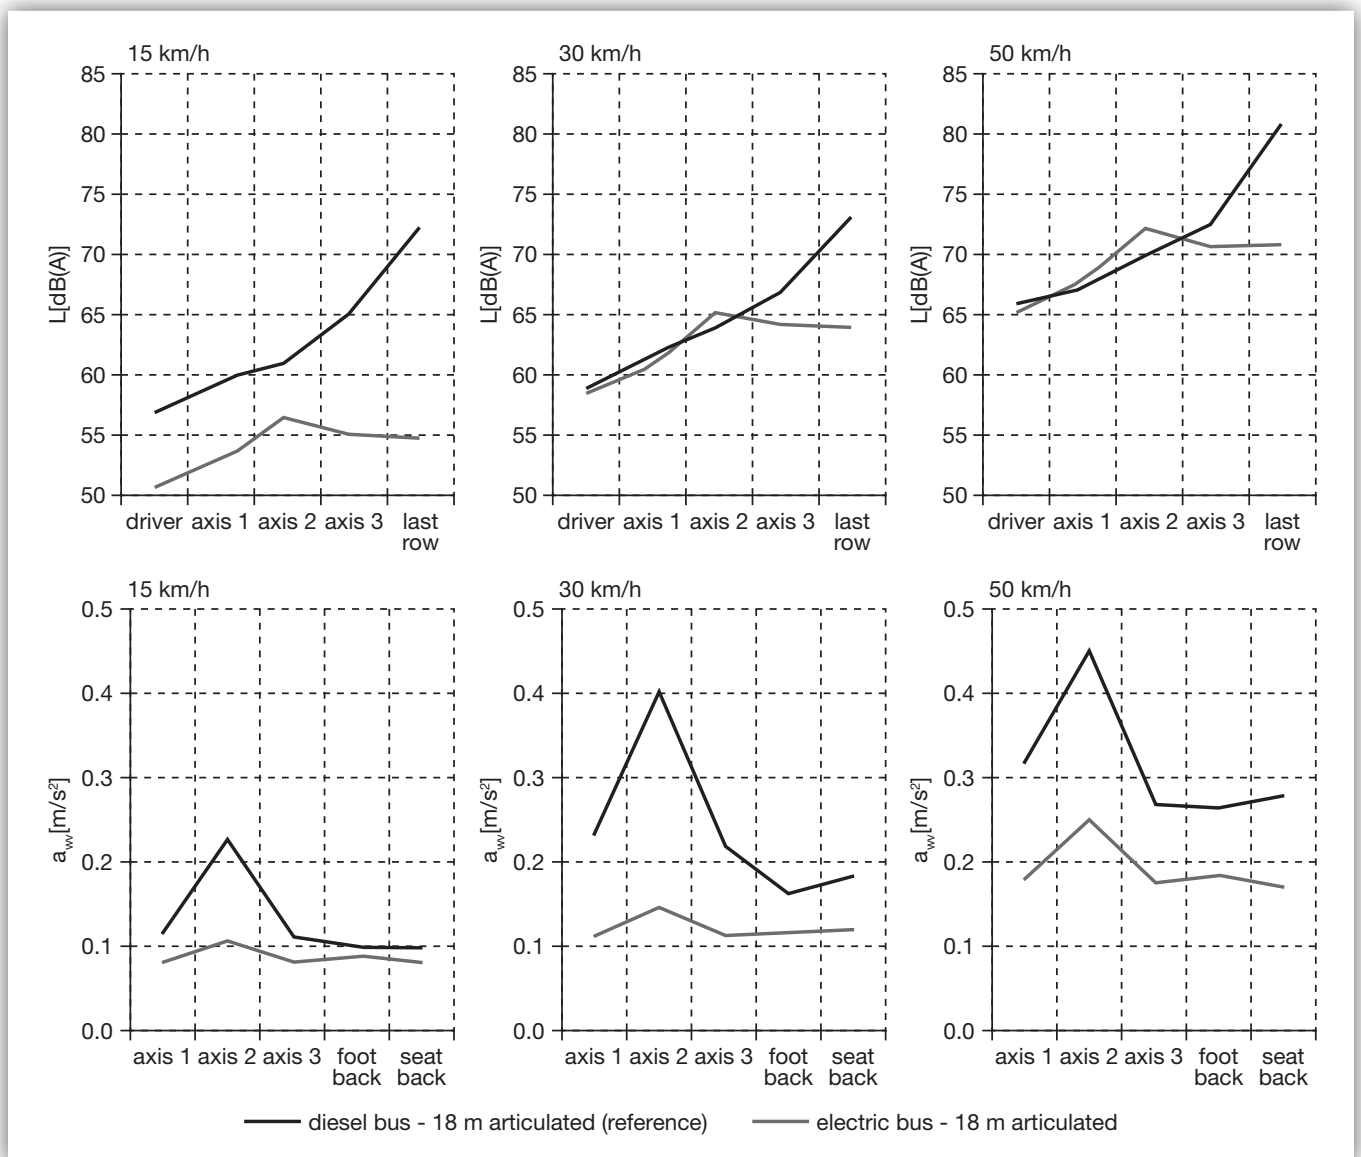 15 km/h
85
80
75
70
65
60
55
50
L[dB(A)]
driver axis 1 axis 2 axis 3 last
row
30 km/h
85
80
75
70
65
60
55
50
L[dB(A)]
driver axis 1 axis 2 axis 3 last
row
50 km/h
85
80
75
70
65
60
55
50
L[dB(A)]
driver axis 1 axis 2 axis 3 last
row
15 km/h
0.5
0.4
0.3
0.2
0.1
0.0
a_wv[m/s²]
axis 1 axis 2 axis 3 foot seat
back back
30 km/h
0.5
0.4
0.3
0.2
0.1
0.0
a_wv[m/s²]
axis 1 axis 2 axis 3 foot seat
back back
50 km/h
0.5
0.4
0.3
0.2
0.1
0.0
a_wv[m/s²]
axis 1 axis 2 axis 3 foot seat
back back
diesel bus - 18 m articulated (reference) electric bus - 18 m articulated